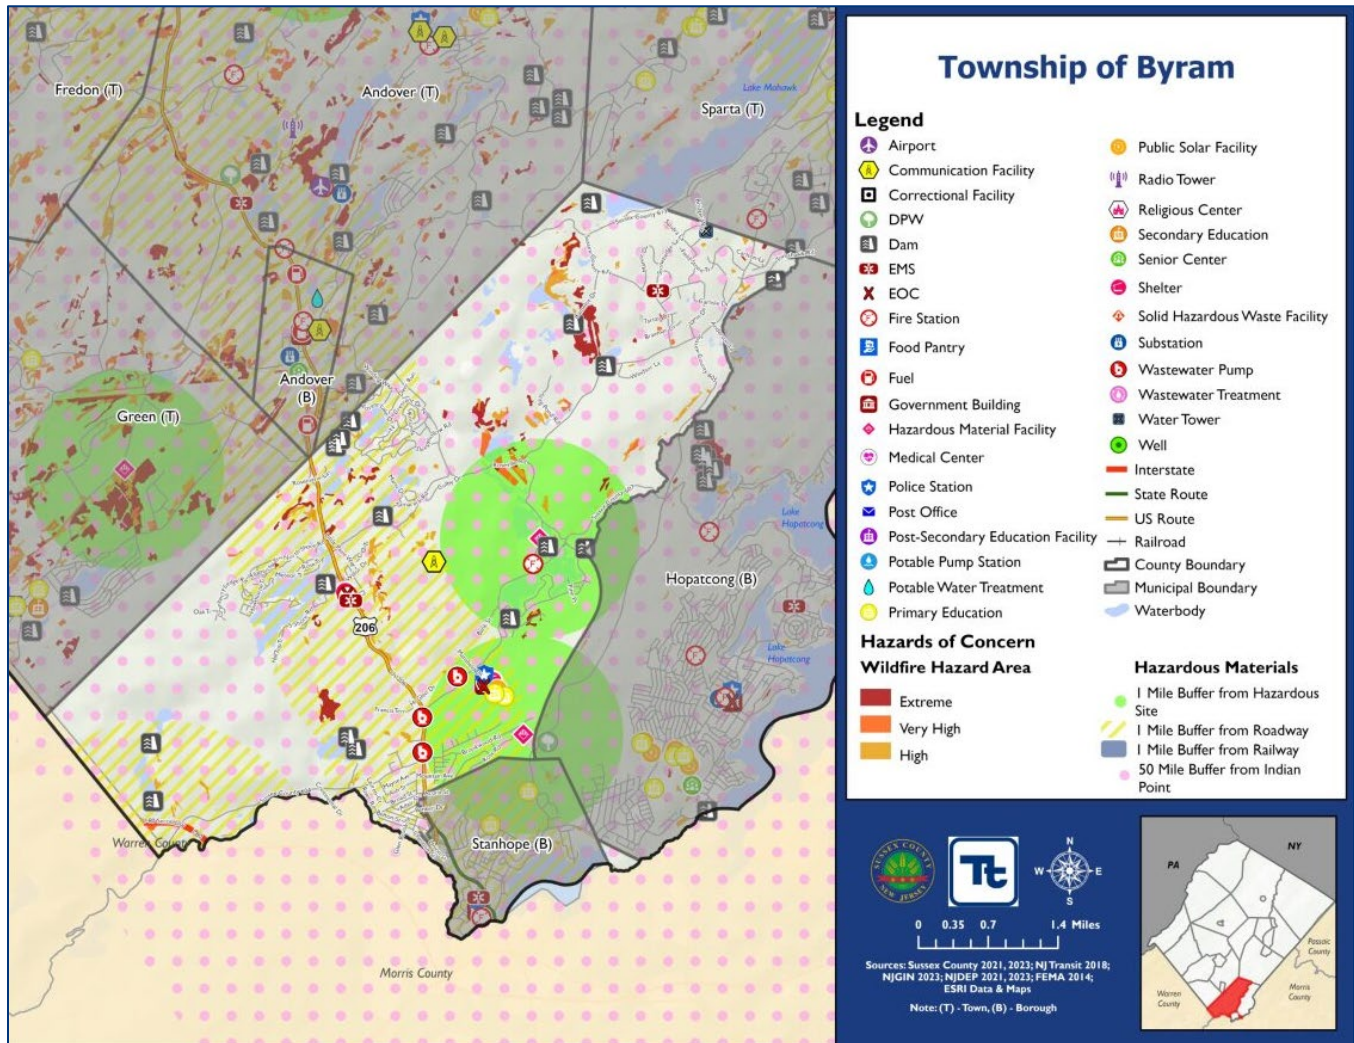 Township of Byram
Legend
Airport
Communication Facility
Correctional Facility
DPW
Dam
EMS
EOC
Fire Station
Food Pantry
Fuel
Government Building
Hazardous Material Facility
Medical Center
Police Station
Post Office
Post-Secondary Education Facility
Potable Pump Station
Potable Water Treatment
Primary Education
Public Solar Facility
Radio Tower
Religious Center
Secondary Education
Senior Center
Shelter
Solid Hazardous Waste Facility
Substation
Wastewater Pump
Wastewater Treatment
Water Tower
Well
Interstate
State Route
US Route
Railroad
County Boundary
Municipal Boundary
Waterbody
Hazards of Concern
Wildfire Hazard Area
Extreme
Very High
High
Hazardous Materials
1 Mile Buffer from Hazardous
Site
1 Mile Buffer from Roadway
1 Mile Buffer from Railway
50 Mile Buffer from Indian
Point
Fredon (T)
Andover (T)
Sparta (T)
Lake Mohawk
Andover
(B)
Green (T)
Lake
Hopatcong
Hopatcong (B)
206
Lake
Hopatcong
Stanhope (B)
Warren County
Morris County
SUSSEX COUNTY
NEW JERSEY
Tt
N
W
E
S
0 0.35 0.7 1.4 Miles
Sources: Sussex County 2021, 2023; NJ Transit 2018;
NJGIN 2023; NJDEP 2021, 2023; FEMA 2014;
ESRI Data & Maps
Note: (T) - Town, (B) - Borough
NY
PA
Passaic
County
Warren
County
Morris
County